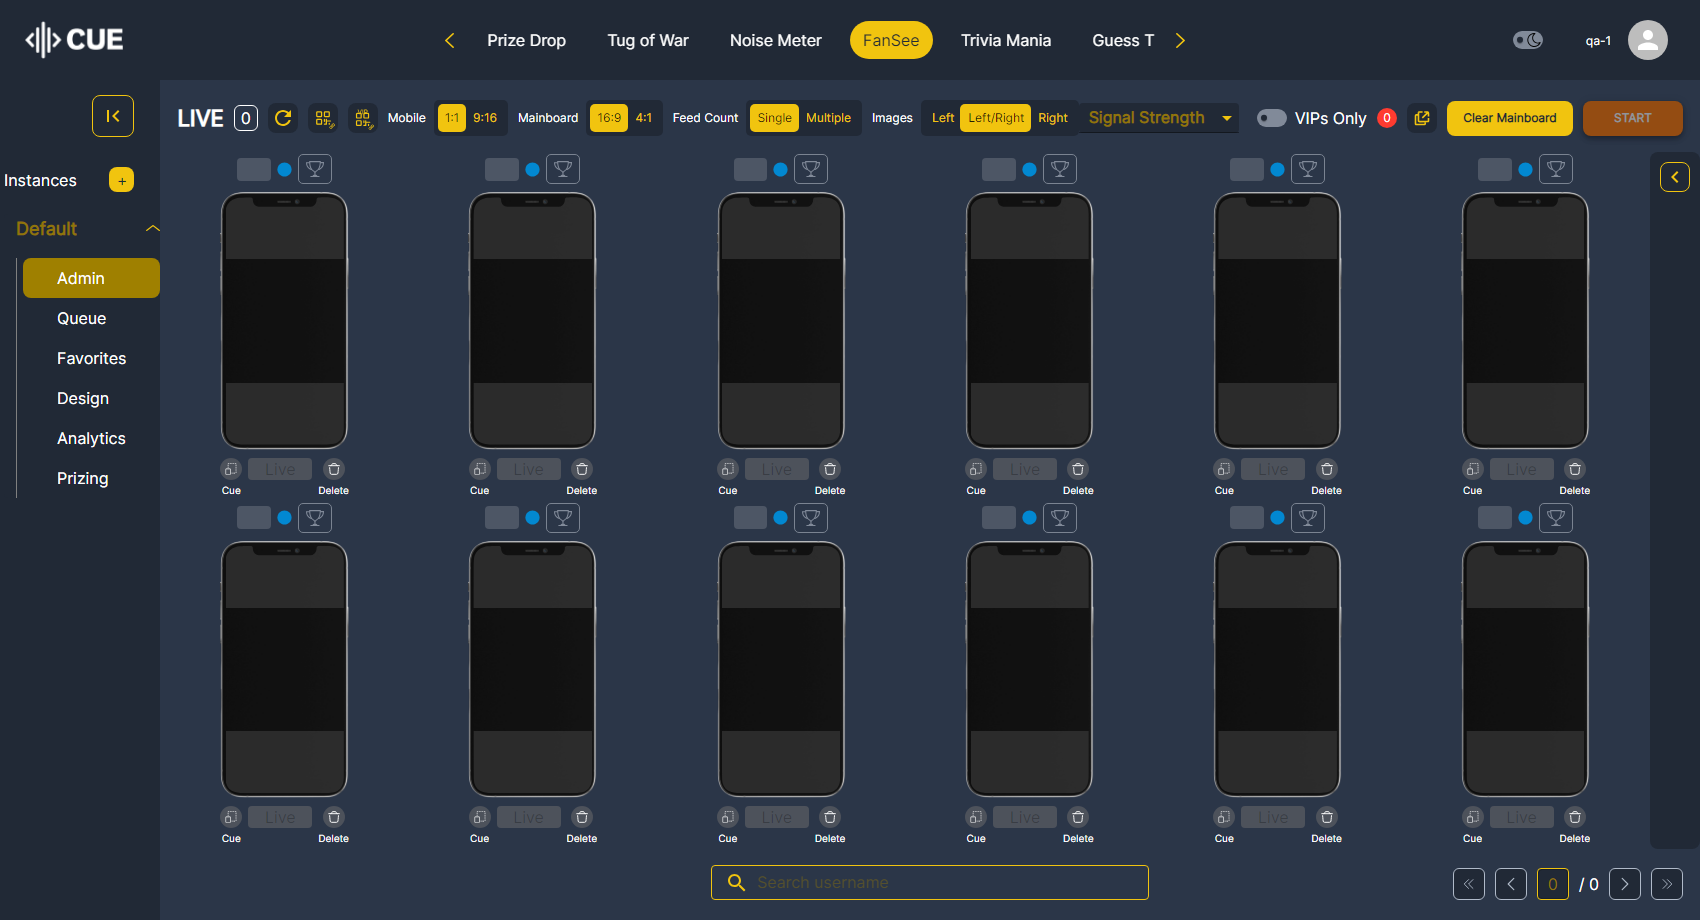 CUE
Prize Drop Tug of War Noise Meter FanSee Trivia Mania Guess T
qa-1
LIVE 0 Mobile 1:1 9:16 Mainboard 16:9 4:1 Feed Count Single Multiple Images Left Left/Right Right Signal Strength VIPs Only 0 Clear Mainboard START
Instances +
Default
Admin
Queue
Favorites
Design
Analytics
Prizing
Live Live Live Live Live Live
Cue Delete Cue Delete Cue Delete Cue Delete Cue Delete Cue Delete
Live Live Live Live Live Live
Cue Delete Cue Delete Cue Delete Cue Delete Cue Delete Cue Delete
Search username
0 / 0